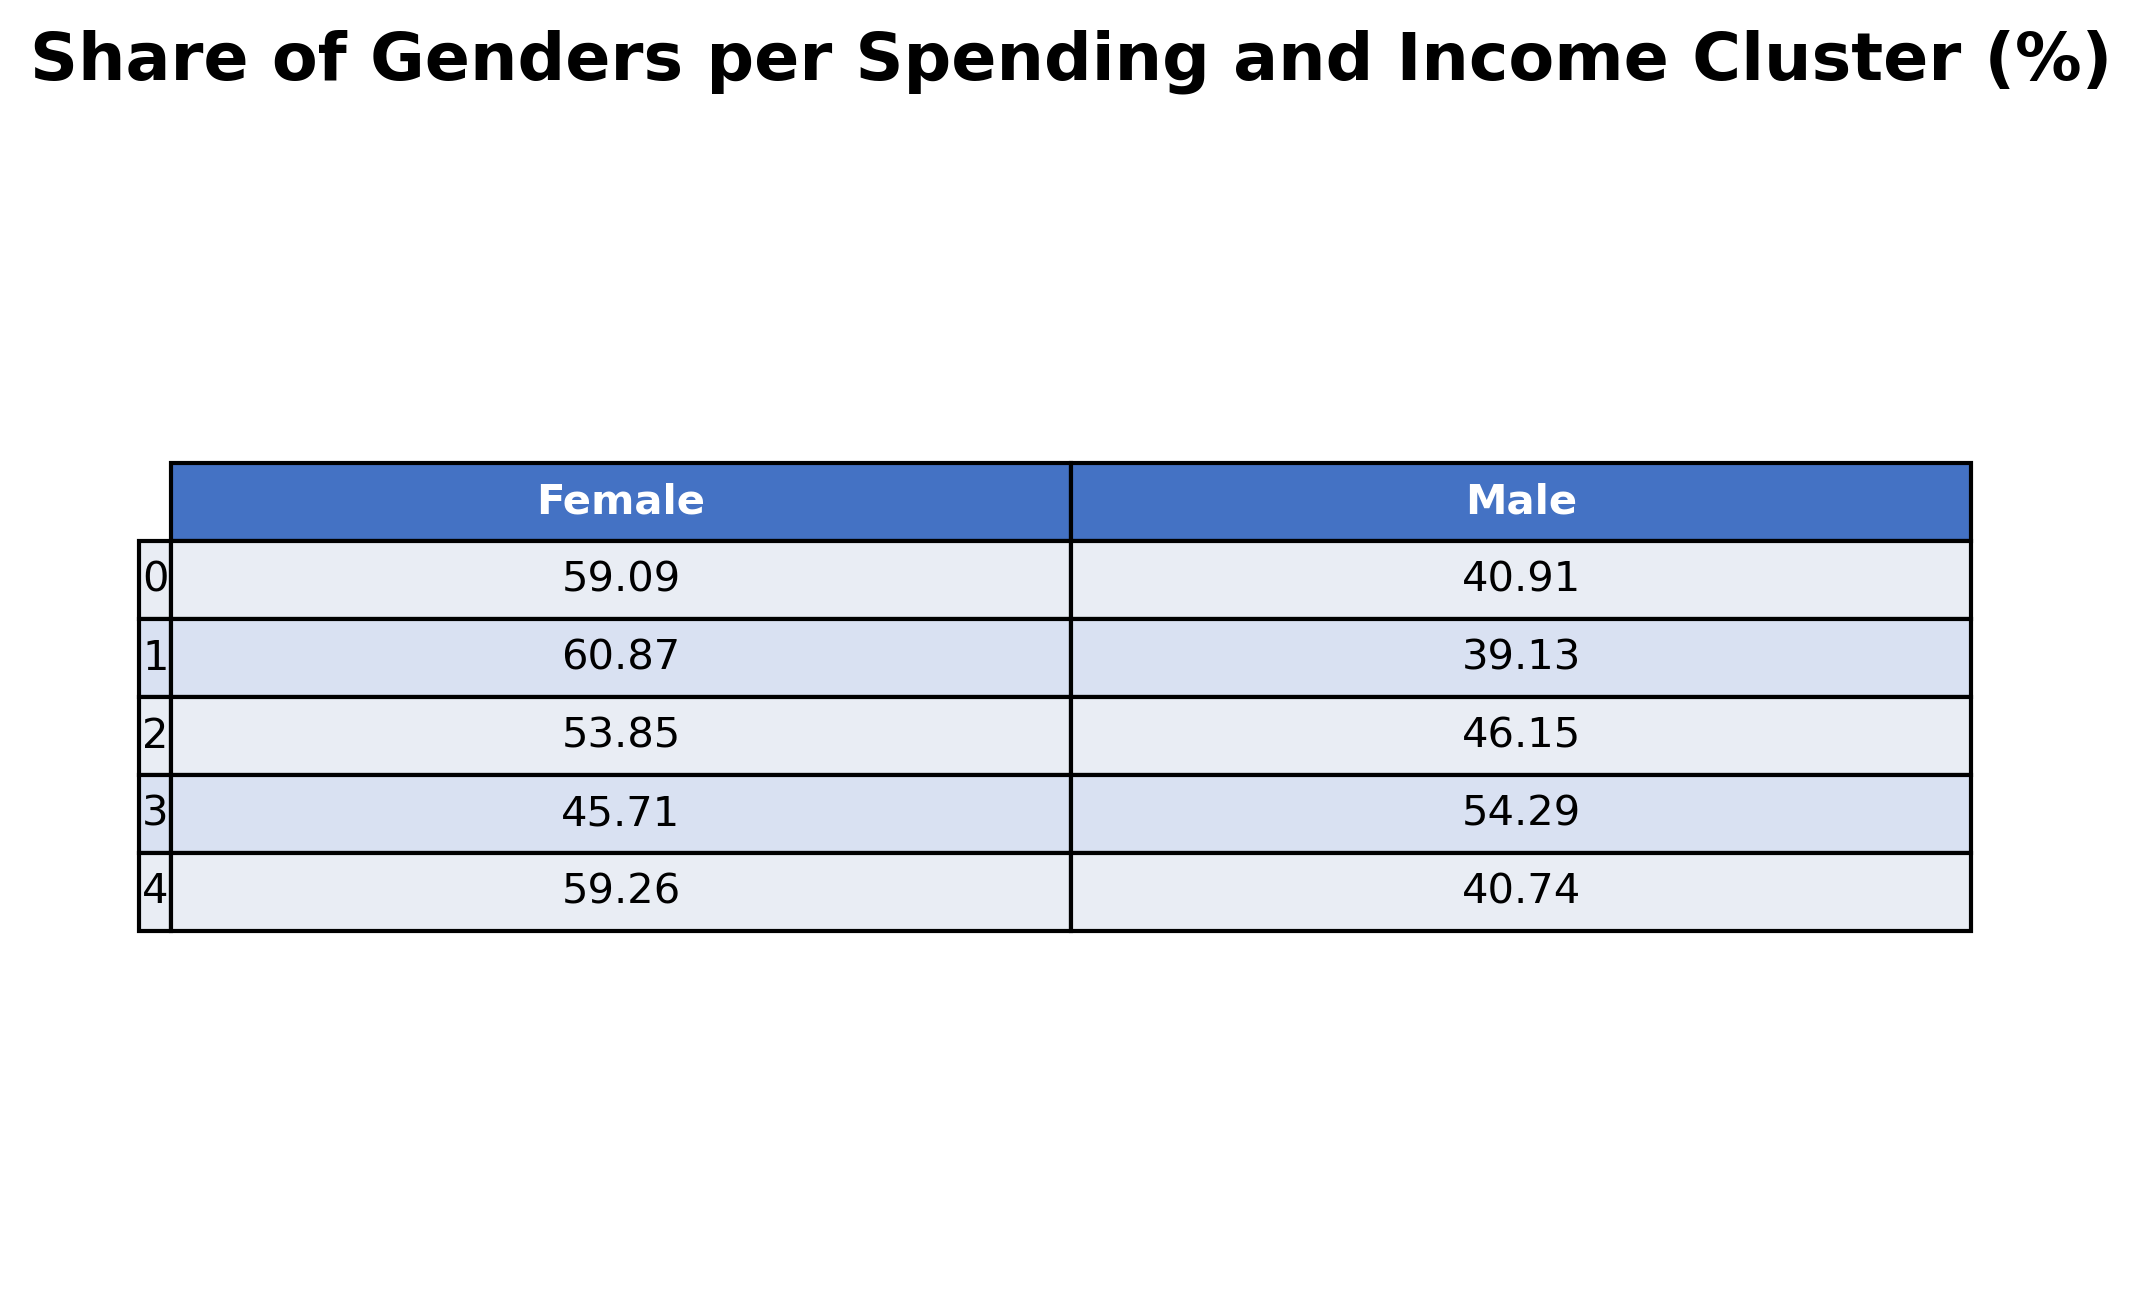 Share of Genders per Spending and Income Cluster (%)
Female Male
0 59.09 40.91
1 60.87 39.13
2 53.85 46.15
3 45.71 54.29
4 59.26 40.74